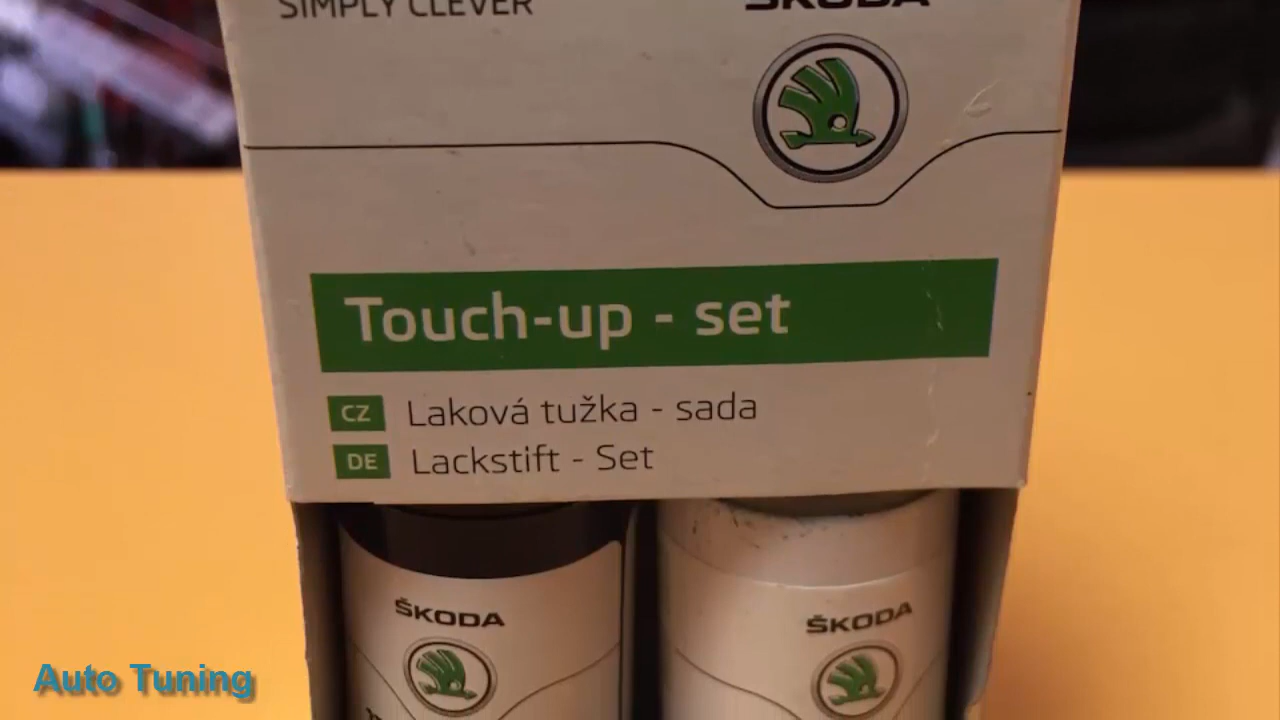 SIMPLY CLEVER
ŠKODA
Touch-up - set
CZ Laková tužka - sada
DE Lackstift - Set
ŠKODA
ŠKODA
Auto Tuning